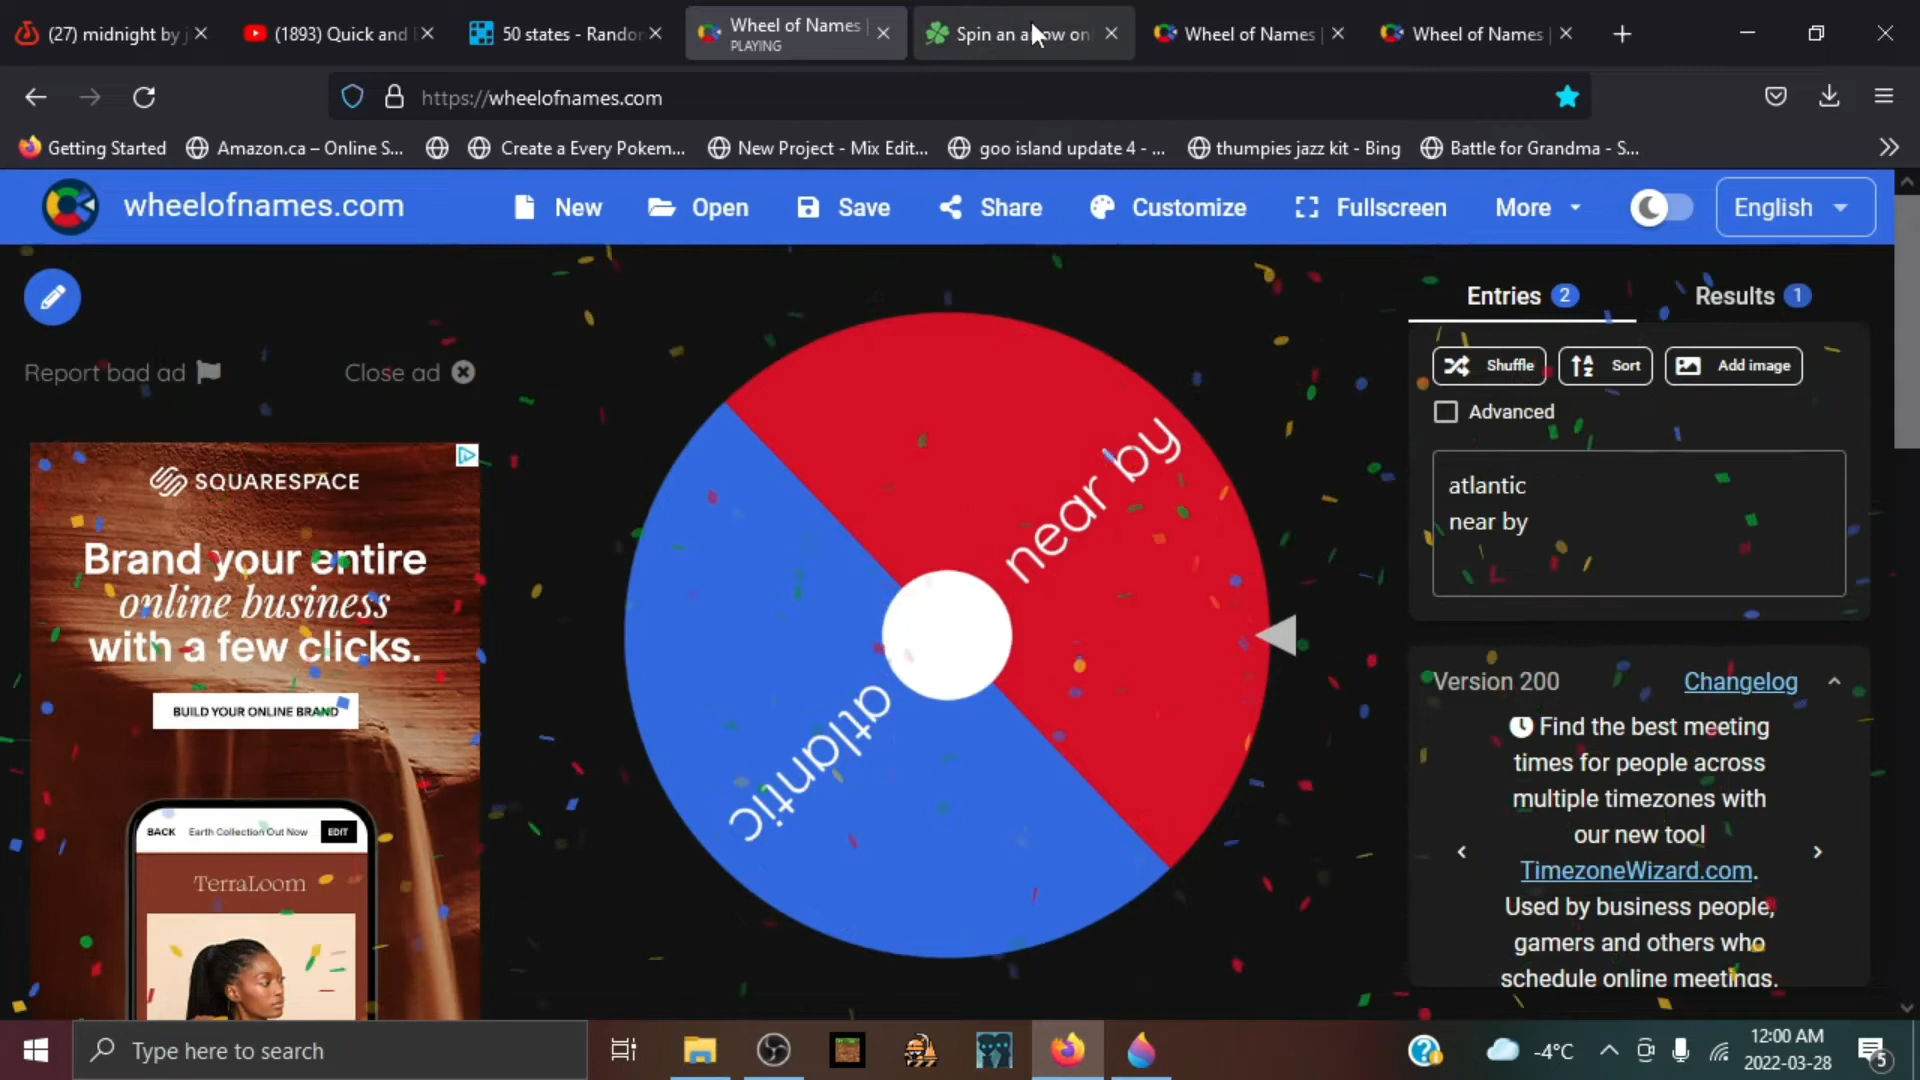 (27) midnight by j
(1893) Quick and
50 states - Random
Wheel of Names |
PLAYING
Spin an arrow on
Wheel of Names |
Wheel of Names |
https://wheelofnames.com
Getting Started
Amazon.ca – Online S...
Create a Every Pokem...
New Project - Mix Edit...
goo island update 4 - ...
thumpies jazz kit - Bing
Battle for Grandma - S...
wheelofnames.com
New
Open
Save
Share
Customize
Fullscreen
More
English
Report bad ad
Close ad
SQUARESPACE
Brand your entire
online business
with a few clicks.
BUILD YOUR ONLINE BRAND
BACK
Earth Collection Out Now
EDIT
TerraLoom
near by
atlantic
Entries 2
Results 1
Shuffle
Sort
Add image
Advanced
atlantic
near by
Version 200
Changelog
Find the best meeting
times for people across
multiple timezones with
our new tool
TimezoneWizard.com.
Used by business people,
gamers and others who
schedule online meetings.
Type here to search
-4°C
12:00 AM
2022-03-28
5